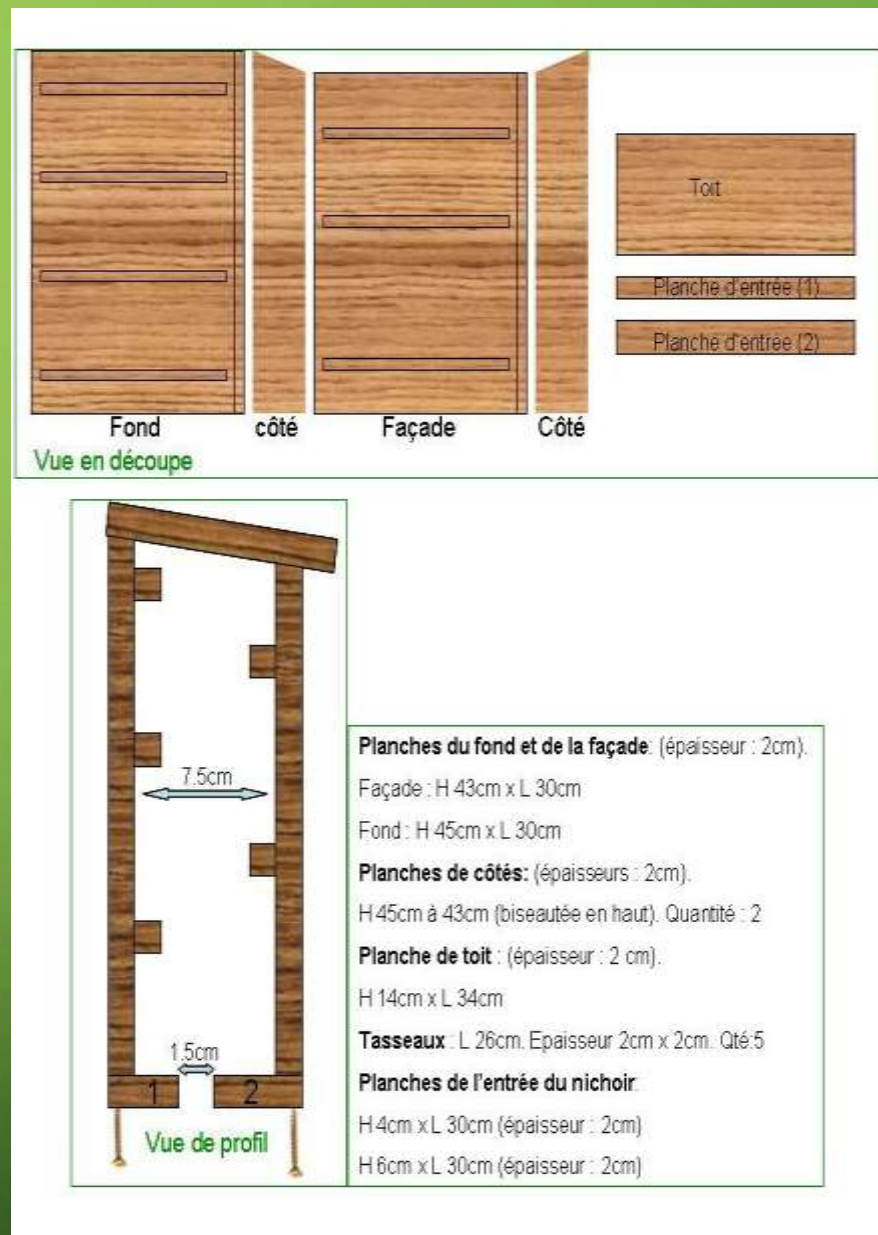 Toit
Planche d'entrée (1)
Planche d'entrée (2)
Fond
côté
Façade
Côté
Vue en découpe
7.5cm
1.5cm
1
2
Vue de profil
Planches du fond et de la façade: (épaisseur : 2cm).
Façade : H 43cm x L 30cm
Fond : H 45cm x L 30cm
Planches de côtés: (épaisseurs : 2cm).
H 45cm à 43cm (biseautée en haut). Quantité : 2
Planche de toit : (épaisseur : 2 cm).
H 14cm x L 34cm
Tasseaux : L 26cm. Epaisseur 2cm x 2cm. Qté:5
Planches de l'entrée du nichoir
H 4cm x L 30cm (épaisseur : 2cm)
H 6cm x L 30cm (épaisseur : 2cm)